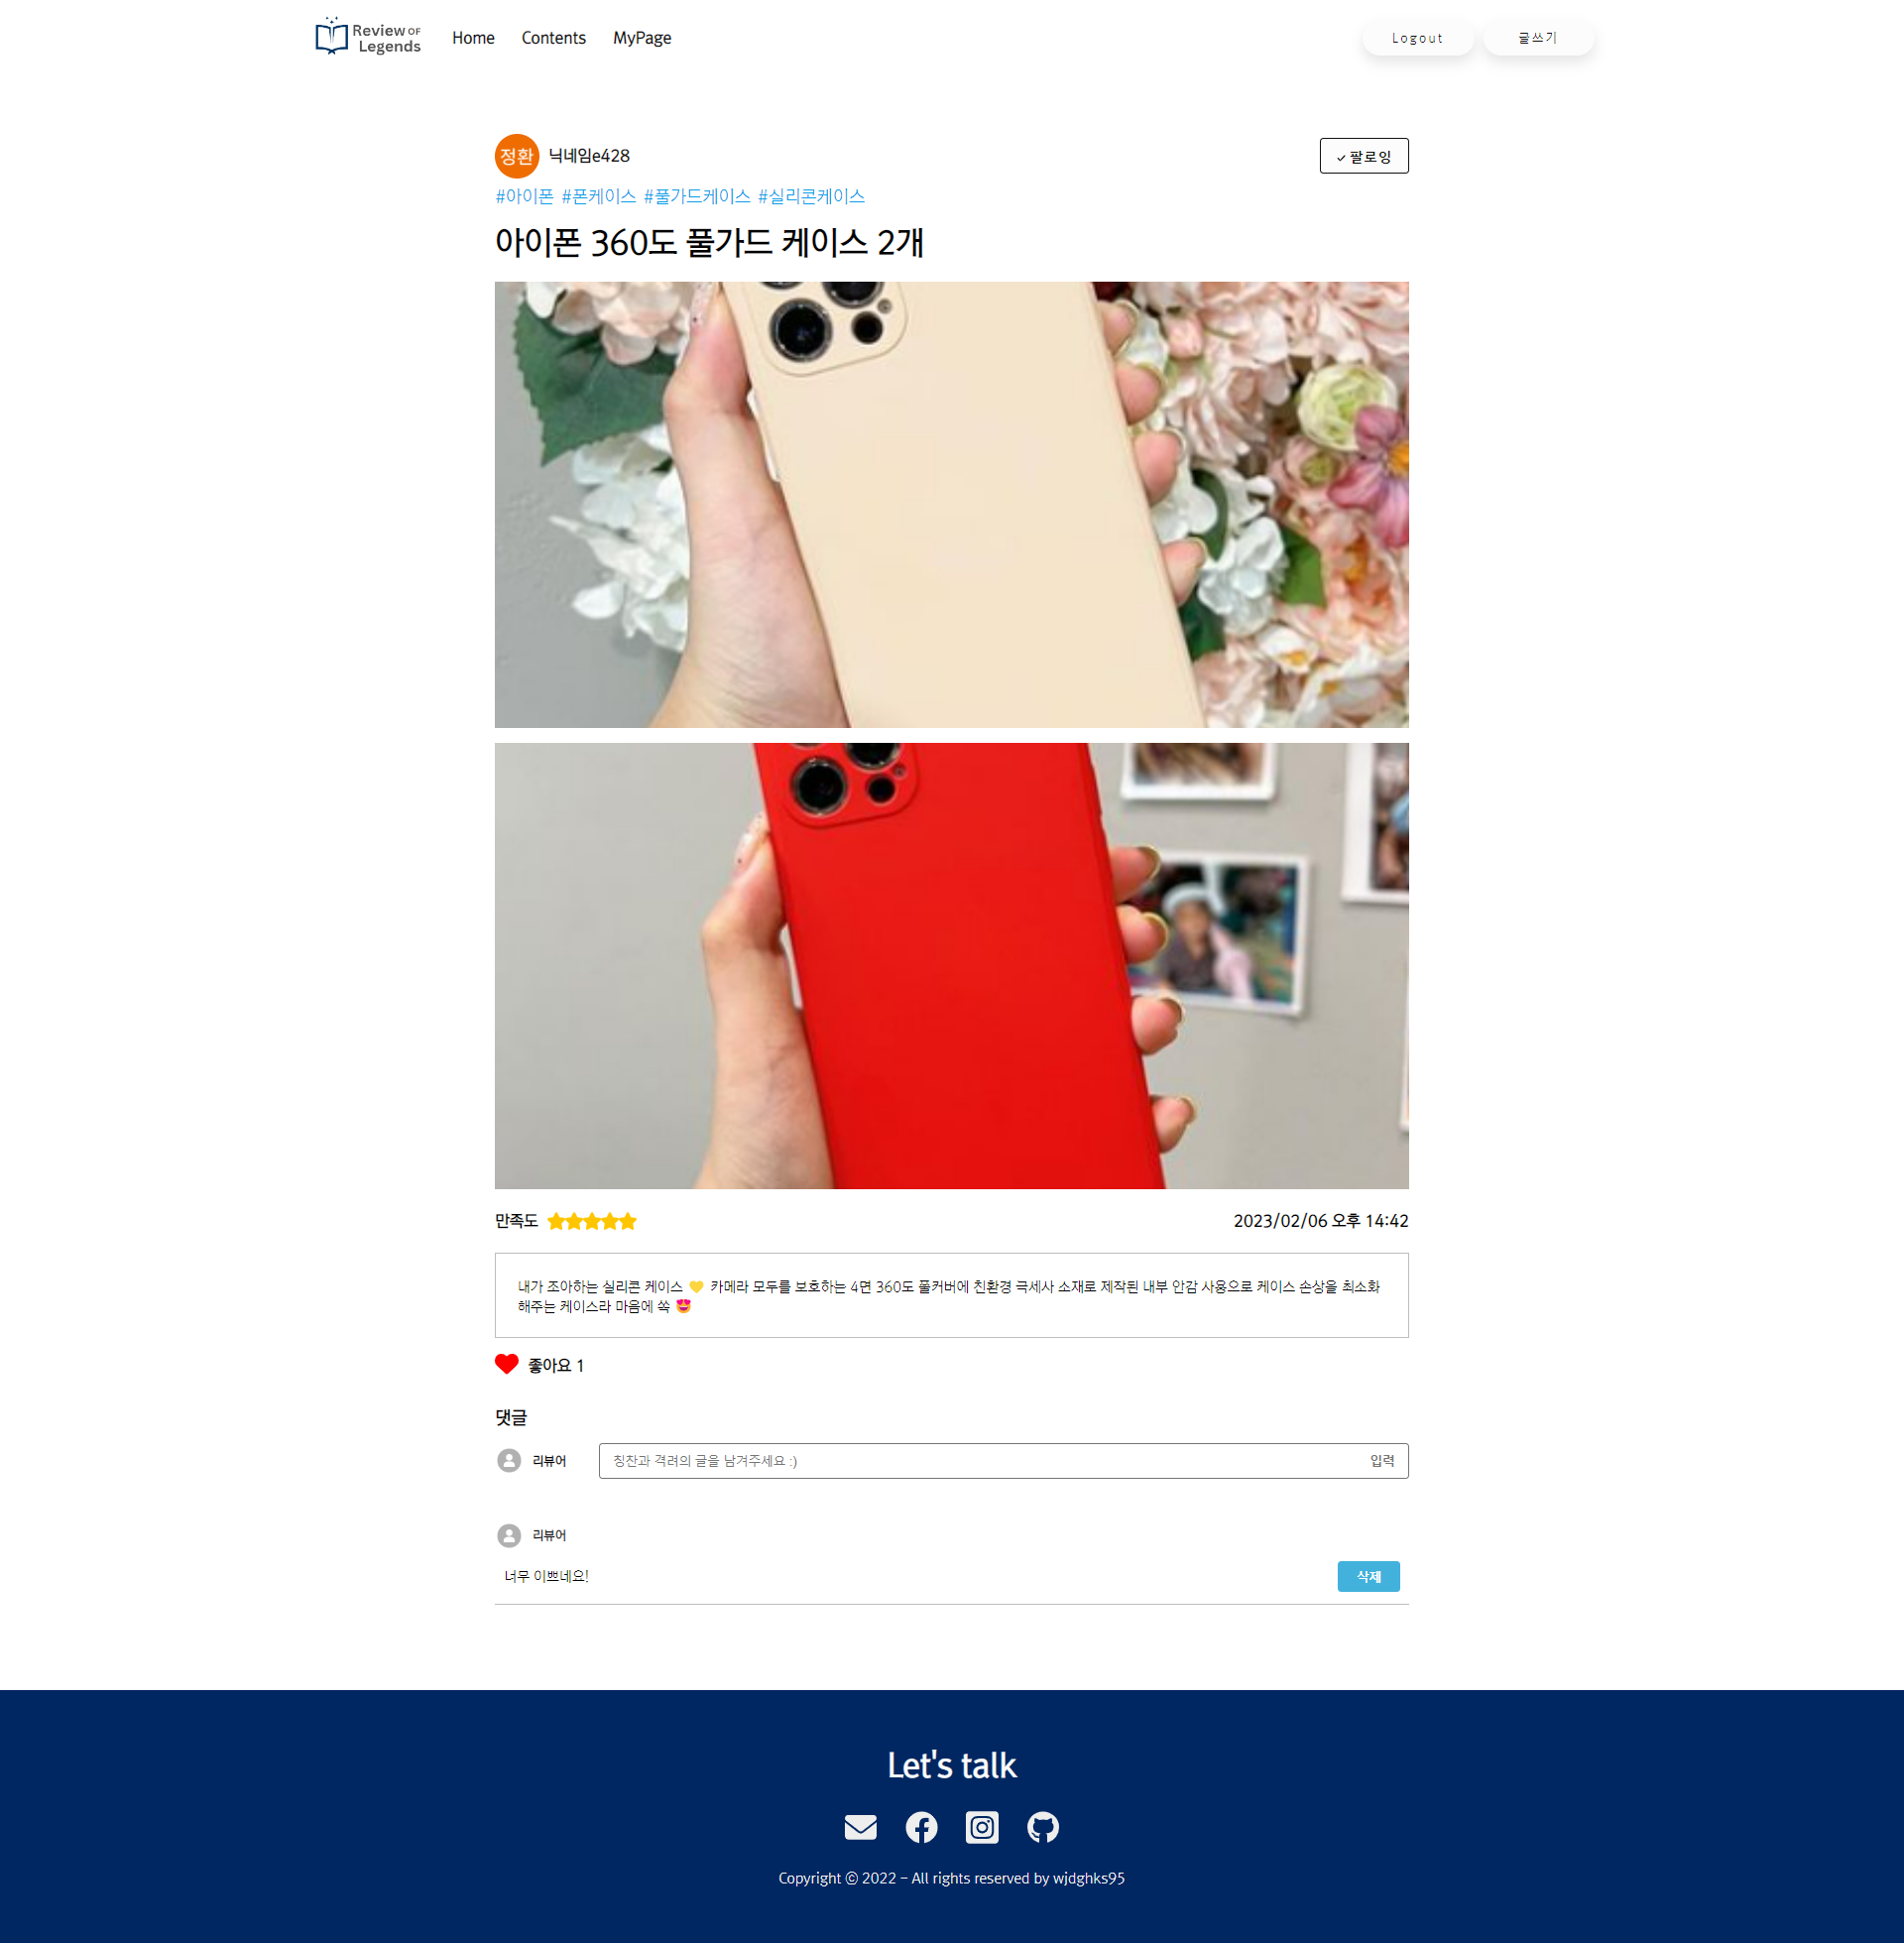 Review OF
Legends
Home
Contents
MyPage
Logout
글쓰기
정환
닉네임e428
팔로잉
#아이폰 #폰케이스 #풀가드케이스 #실리콘케이스
아이폰 360도 풀가드 케이스 2개
만족도
2023/02/06 오후 14:42
내가 조아하는 실리콘 케이스 💛 카메라 모두를 보호하는 4면 360도 풀커버에 친환경 극세사 소재로 제작된 내부 안감 사용으로 케이스 손상을 최소화
해주는 케이스라 마음에 쏙 😍
좋아요 1
댓글
리뷰어
칭찬과 격려의 글을 남겨주세요 :)
입력
리뷰어
너무 이쁘네요!
삭제
Let's talk
Copyright © 2022 – All rights reserved by wjdghks95